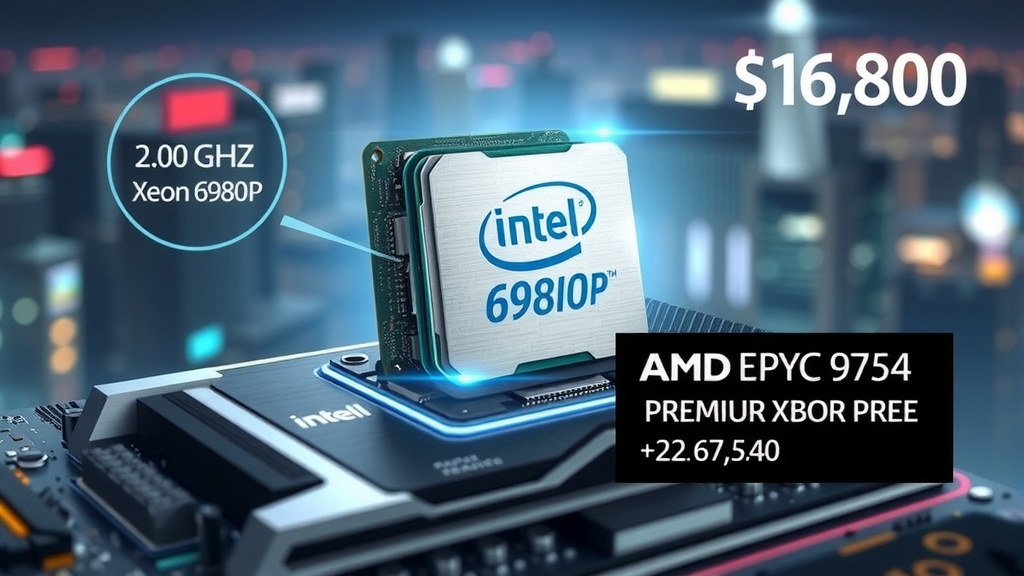 $16,800
2.00 GHZ
Xeon 6980P
intel
698I0P™
intell
AMD EPYC 9754
PREMIUR XBOR PREE
+22.67,5.40